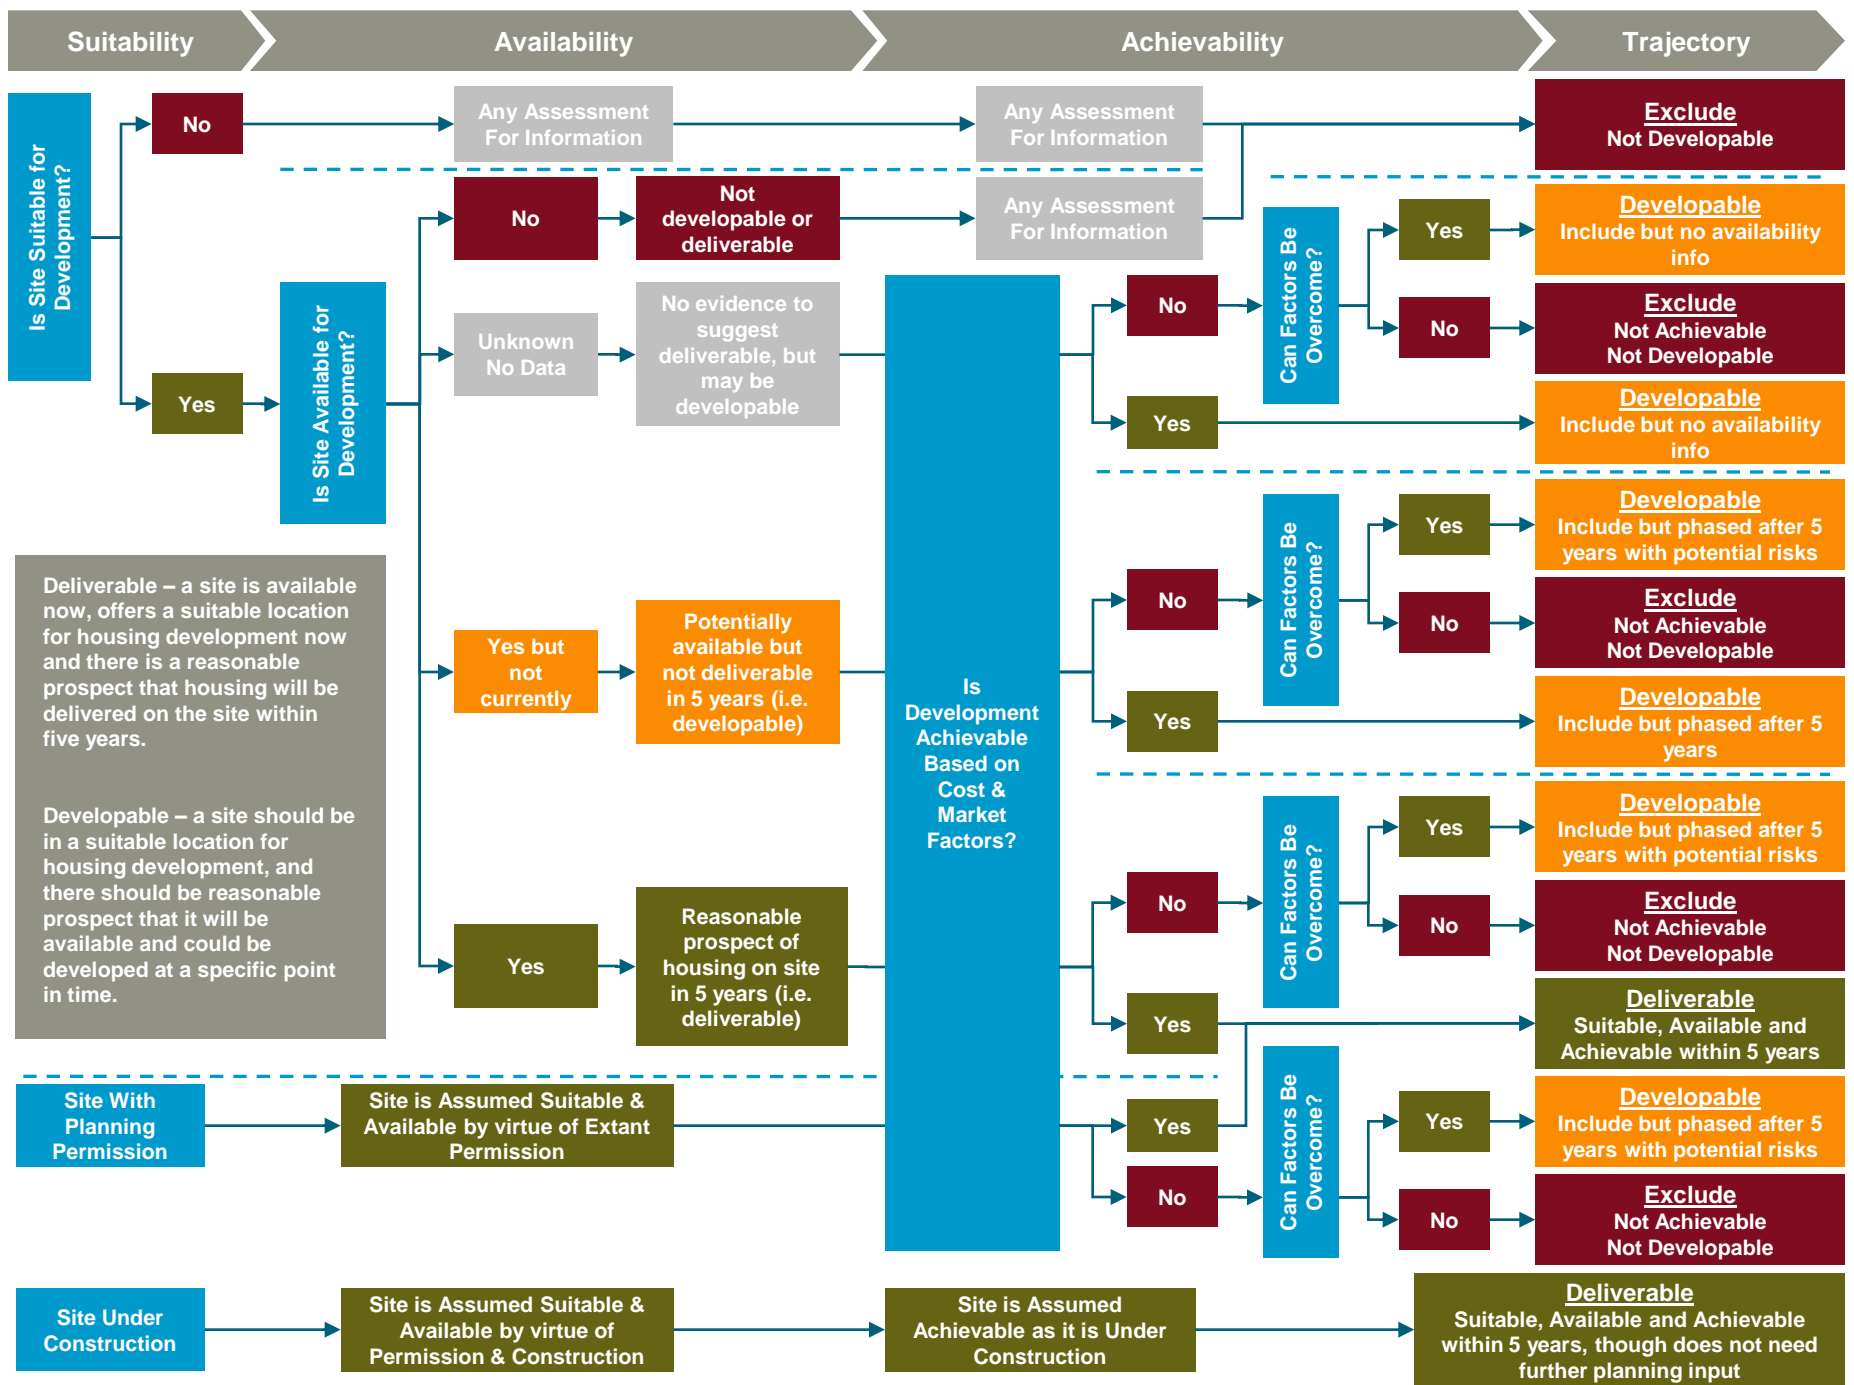 Suitability
Availability
Achievability
Trajectory
Is Site Suitable for
Development?
No
Any Assessment
For Information
Any Assessment
For Information
Exclude
Not Developable
Yes
Is Site Available for
Development?
No
Not
developable or
deliverable
Any Assessment
For Information
Unknown
No Data
No evidence to
suggest
deliverable, but
may be
developable
Yes but
not
currently
Potentially
available but
not deliverable
in 5 years (i.e.
developable)
Yes
Reasonable
prospect of
housing on site
in 5 years (i.e.
deliverable)
Is
Development
Achievable
Based on
Cost &
Market
Factors?
No
Can Factors Be
Overcome?
Yes
Developable
Include but no availability
info
No
Exclude
Not Achievable
Not Developable
Yes
Developable
Include but no availability
info
No
Can Factors Be
Overcome?
Yes
Developable
Include but phased after 5
years with potential risks
No
Exclude
Not Achievable
Not Developable
Yes
Developable
Include but phased after 5
years
No
Can Factors Be
Overcome?
Yes
Developable
Include but phased after 5
years with potential risks
No
Exclude
Not Achievable
Not Developable
Yes
Deliverable
Suitable, Available and
Achievable within 5 years
Deliverable – a site is available
now, offers a suitable location
for housing development now
and there is a reasonable
prospect that housing will be
delivered on the site within
five years.
Developable – a site should be
in a suitable location for
housing development, and
there should be reasonable
prospect that it will be
available and could be
developed at a specific point
in time.
Site With
Planning
Permission
Site is Assumed Suitable &
Available by virtue of Extant
Permission
Yes
No
Can Factors Be
Overcome?
Yes
Developable
Include but phased after 5
years with potential risks
No
Exclude
Not Achievable
Not Developable
Site Under
Construction
Site is Assumed Suitable &
Available by virtue of
Permission & Construction
Site is Assumed
Achievable as it is Under
Construction
Deliverable
Suitable, Available and Achievable
within 5 years, though does not need
further planning input